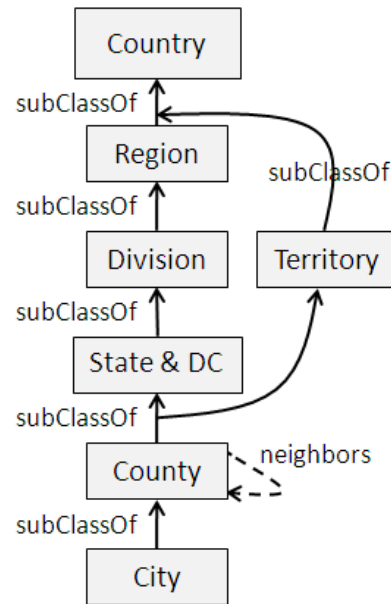 Country
subClassOf
Region
subClassOf
subClassOf
Division
Territory
subClassOf
State & DC
subClassOf
County
neighbors
subClassOf
City